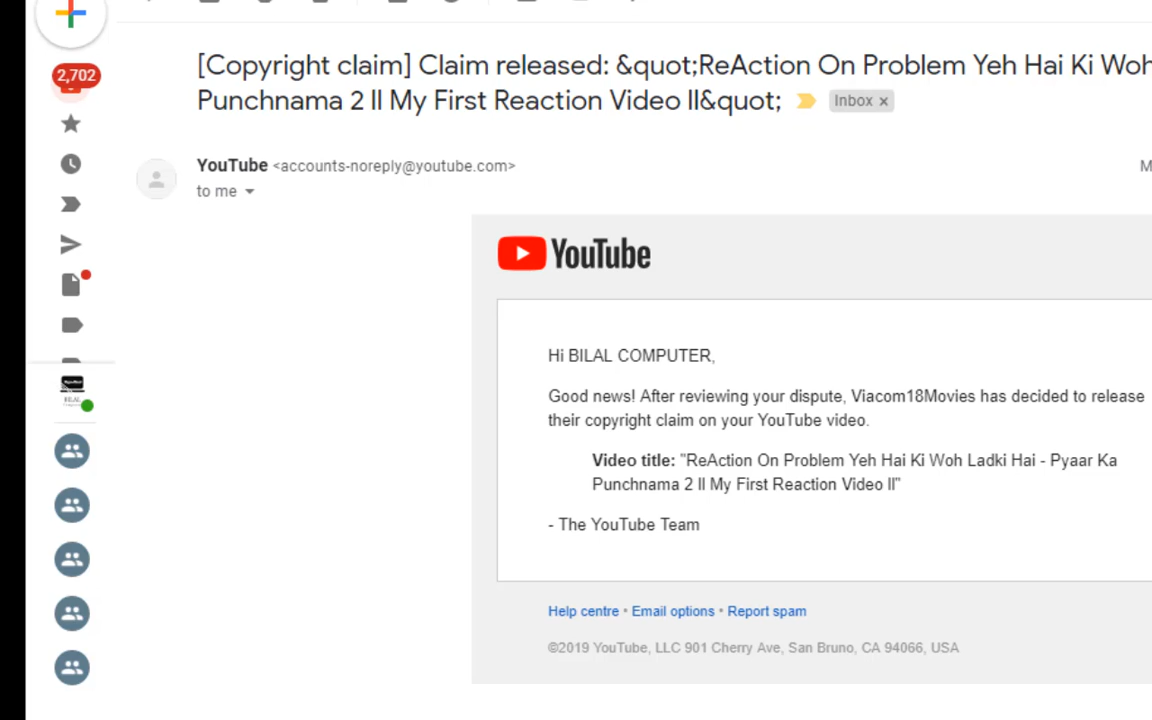 [Copyright claim] Claim released: &quot;ReAction On Problem Yeh Hai Ki Woh
Punchnama 2 ll My First Reaction Video ll&quot; Inbox ×
2,702
YouTube <accounts-noreply@youtube.com>
to me
YouTube
Hi BILAL COMPUTER,
Good news! After reviewing your dispute, Viacom18Movies has decided to release
their copyright claim on your YouTube video.
Video title: "ReAction On Problem Yeh Hai Ki Woh Ladki Hai - Pyaar Ka
Punchnama 2 ll My First Reaction Video ll"
- The YouTube Team
Help centre • Email options • Report spam
©2019 YouTube, LLC 901 Cherry Ave, San Bruno, CA 94066, USA